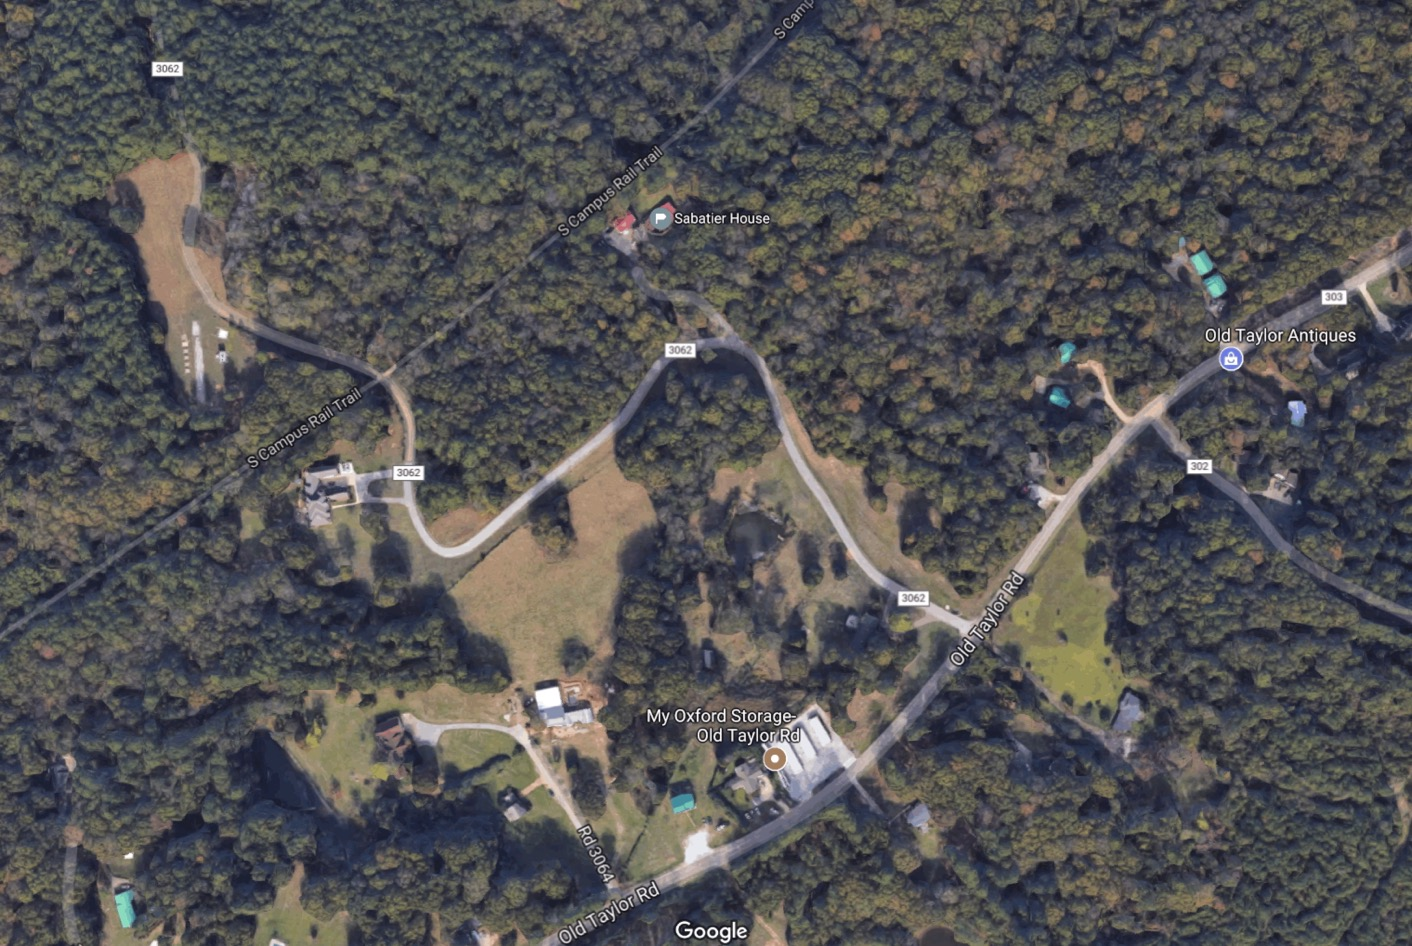 S Camp
3062
S Campus Rail Trail
Sabatier House
303
Old Taylor Antiques
3062
S Campus Rail Trail
3062
302
3062
Old Taylor Rd
My Oxford Storage-
Old Taylor Rd
Rd 3064
Old Taylor Rd
Google